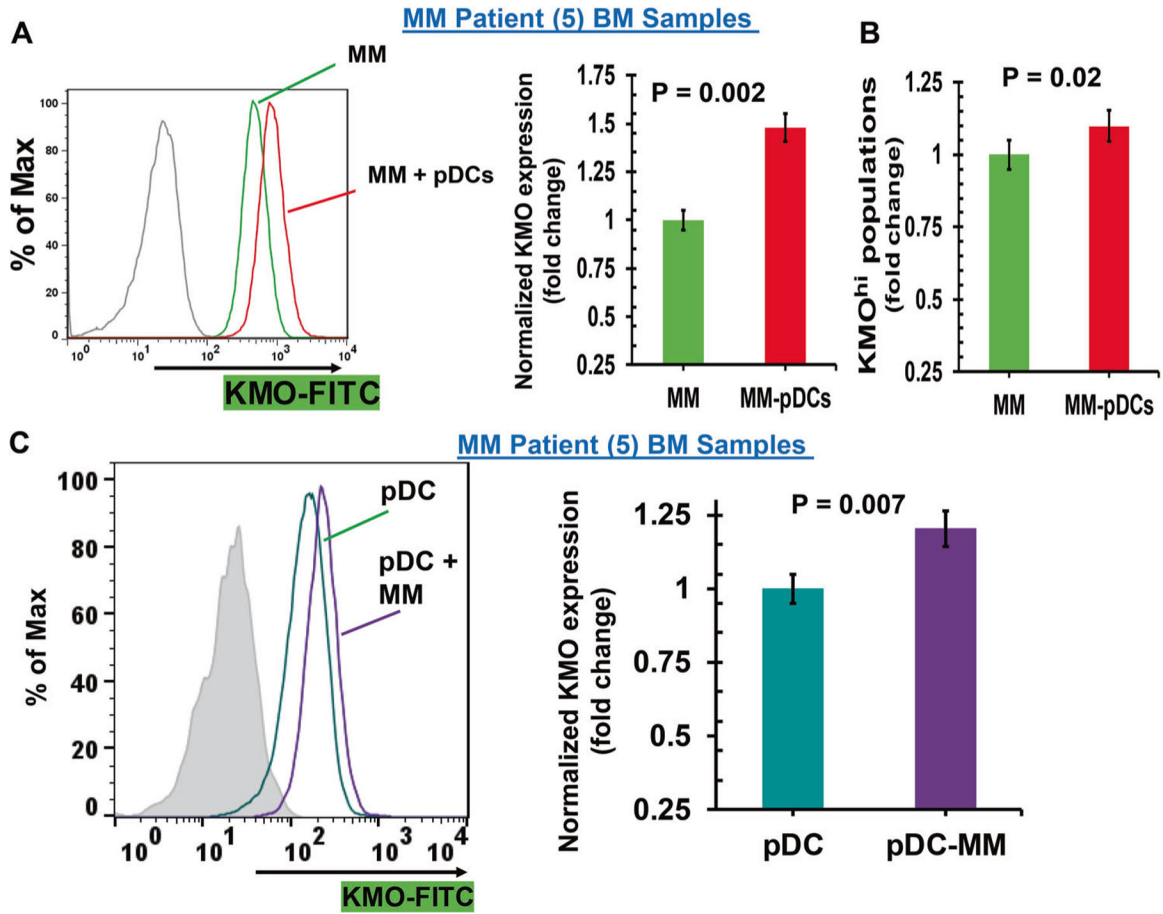 MM Patient (5) BM Samples
A
MM
MM + pDCs
% of Max
100
80
60
40
20
0
10^0 10^1 10^2 10^3 10^4
KMO-FITC
P = 0.002
Normalized KMO expression
(fold change)
1.75
1.5
1.25
1
0.75
0.5
0.25
MM MM-pDCs
B
P = 0.02
KMO^hi populations
(fold change)
1.25
1
0.75
0.5
0.25
MM MM-pDCs
C
MM Patient (5) BM Samples
pDC
pDC +
MM
% of Max
100
80
60
40
20
0
10^0 10^1 10^2 10^3 10^4
KMO-FITC
P = 0.007
Normalized KMO expression
(fold change)
1.25
1
0.75
0.5
0.25
pDC pDC-MM